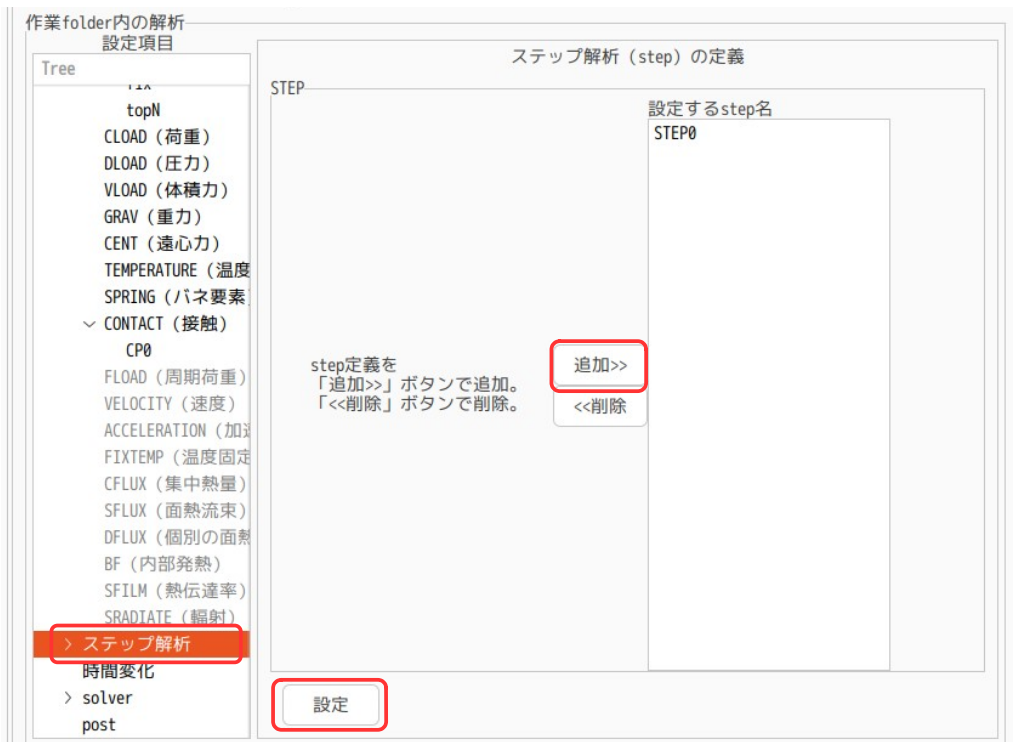 作業folder内の解析
設定項目
Tree
topN
CLOAD（荷重）
DLOAD（圧力）
VLOAD（体積力）
GRAV（重力）
CENT（遠心力）
TEMPERATURE（温度
SPRING（バネ要素
CONTACT（接触）
CP0
FLOAD（周期荷重）
VELOCITY（速度）
ACCELERATION（加速
FIXTEMP（温度固定
CFLUX（集中熱量）
SFLUX（面熱流束）
DFLUX（個別の面熱
BF（内部発熱）
SFILM（熱伝達率）
SRADIATE（輻射）
> ステップ解析
時間変化
> solver
post
ステップ解析（step）の定義
STEP
設定するstep名
STEP0
step定義を
「追加>>」ボタンで追加。
「<<削除」ボタンで削除。
追加>>
<<削除
設定